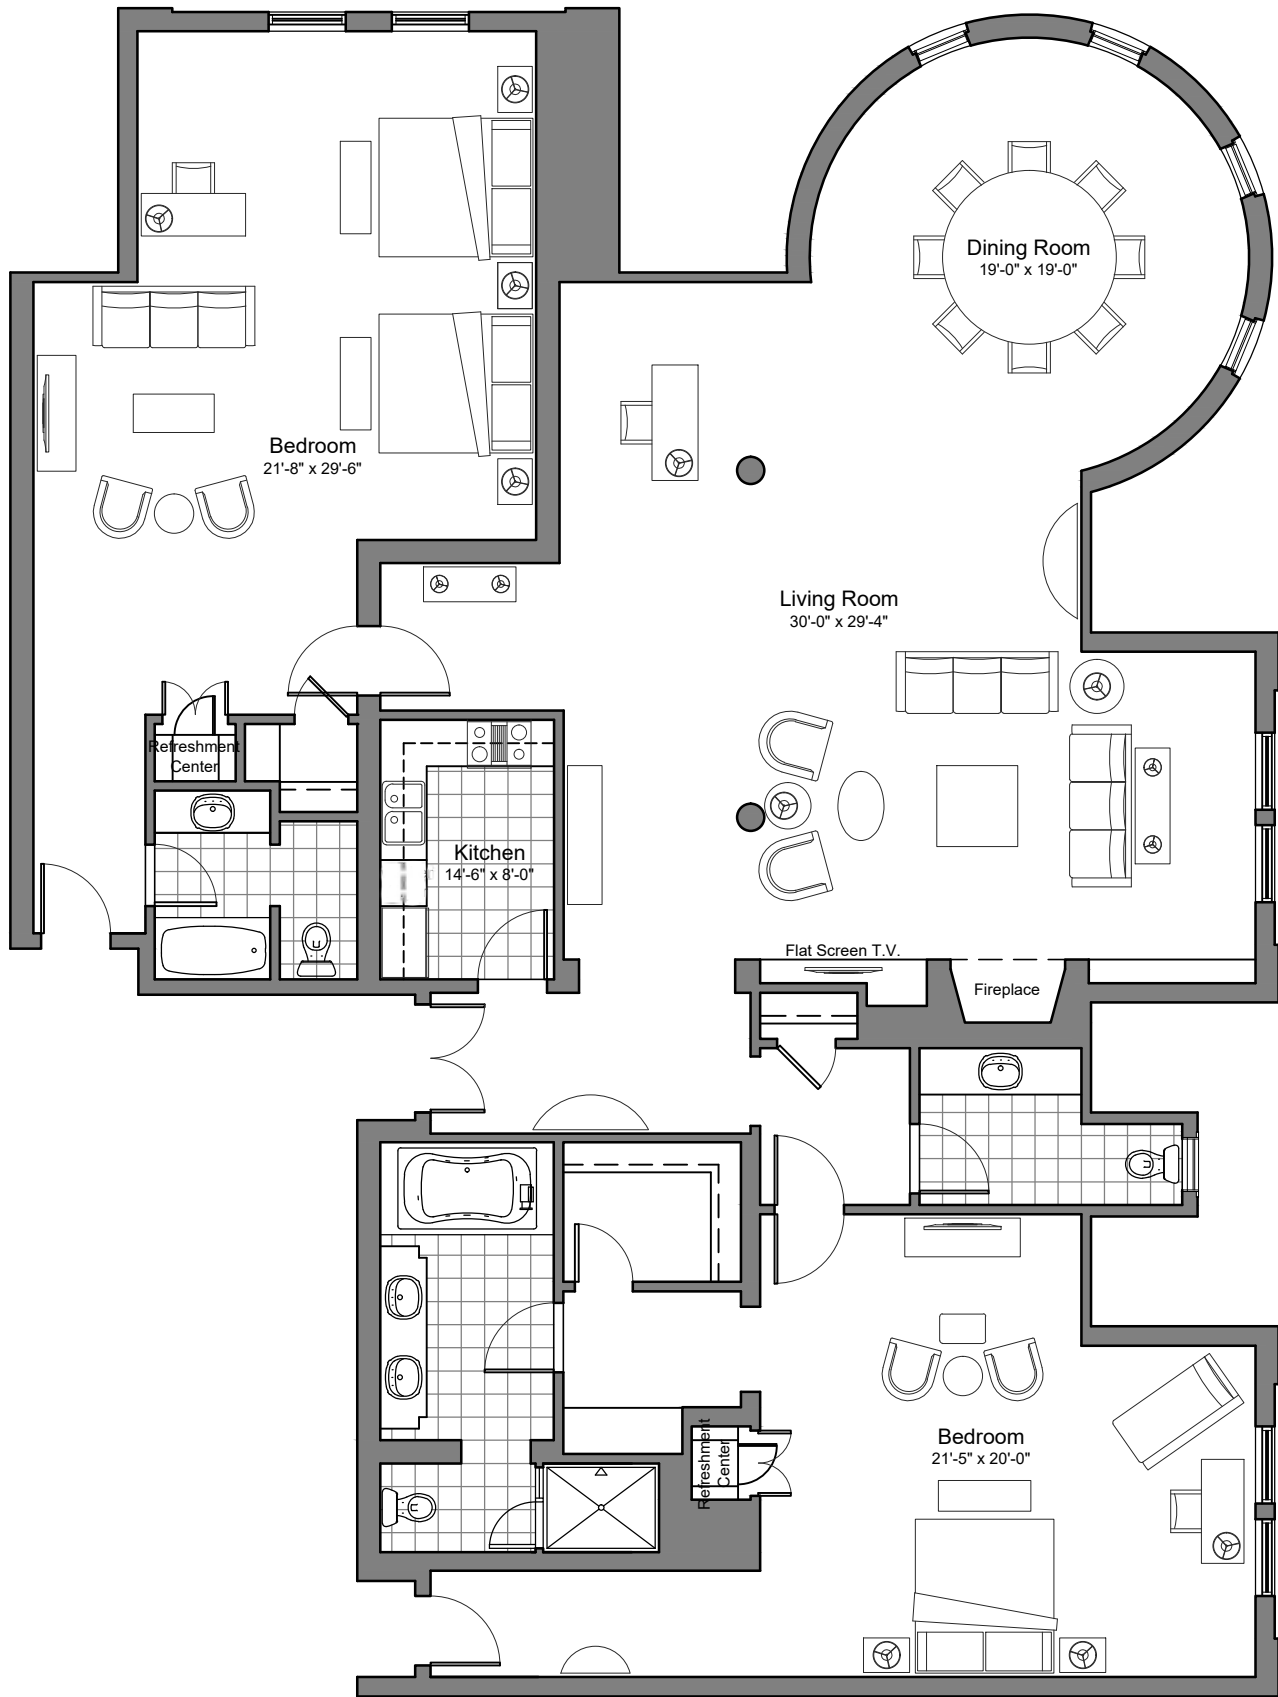 Dining Room
19'-0" x 19'-0"
Bedroom
21'-8" x 29'-6"
Living Room
30'-0" x 29'-4"
Refreshment
Center
Kitchen
14'-6" x 8'-0"
Flat Screen T.V.
Fireplace
Refreshment
Center
Bedroom
21'-5" x 20'-0"